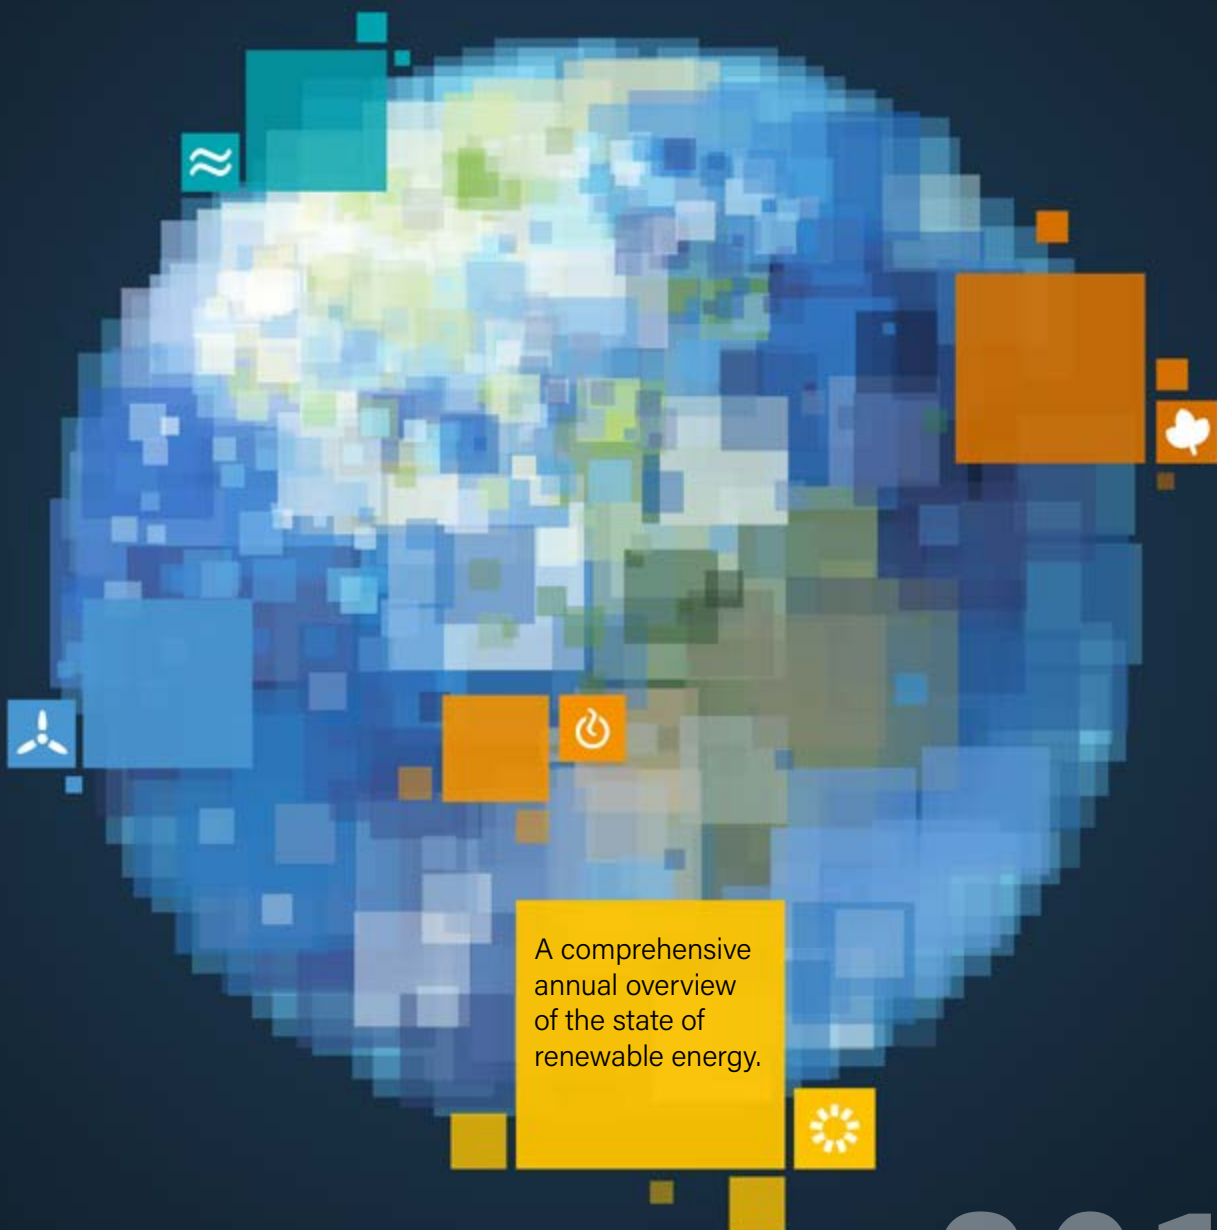 A comprehensive
annual overview
of the state of
renewable energy.